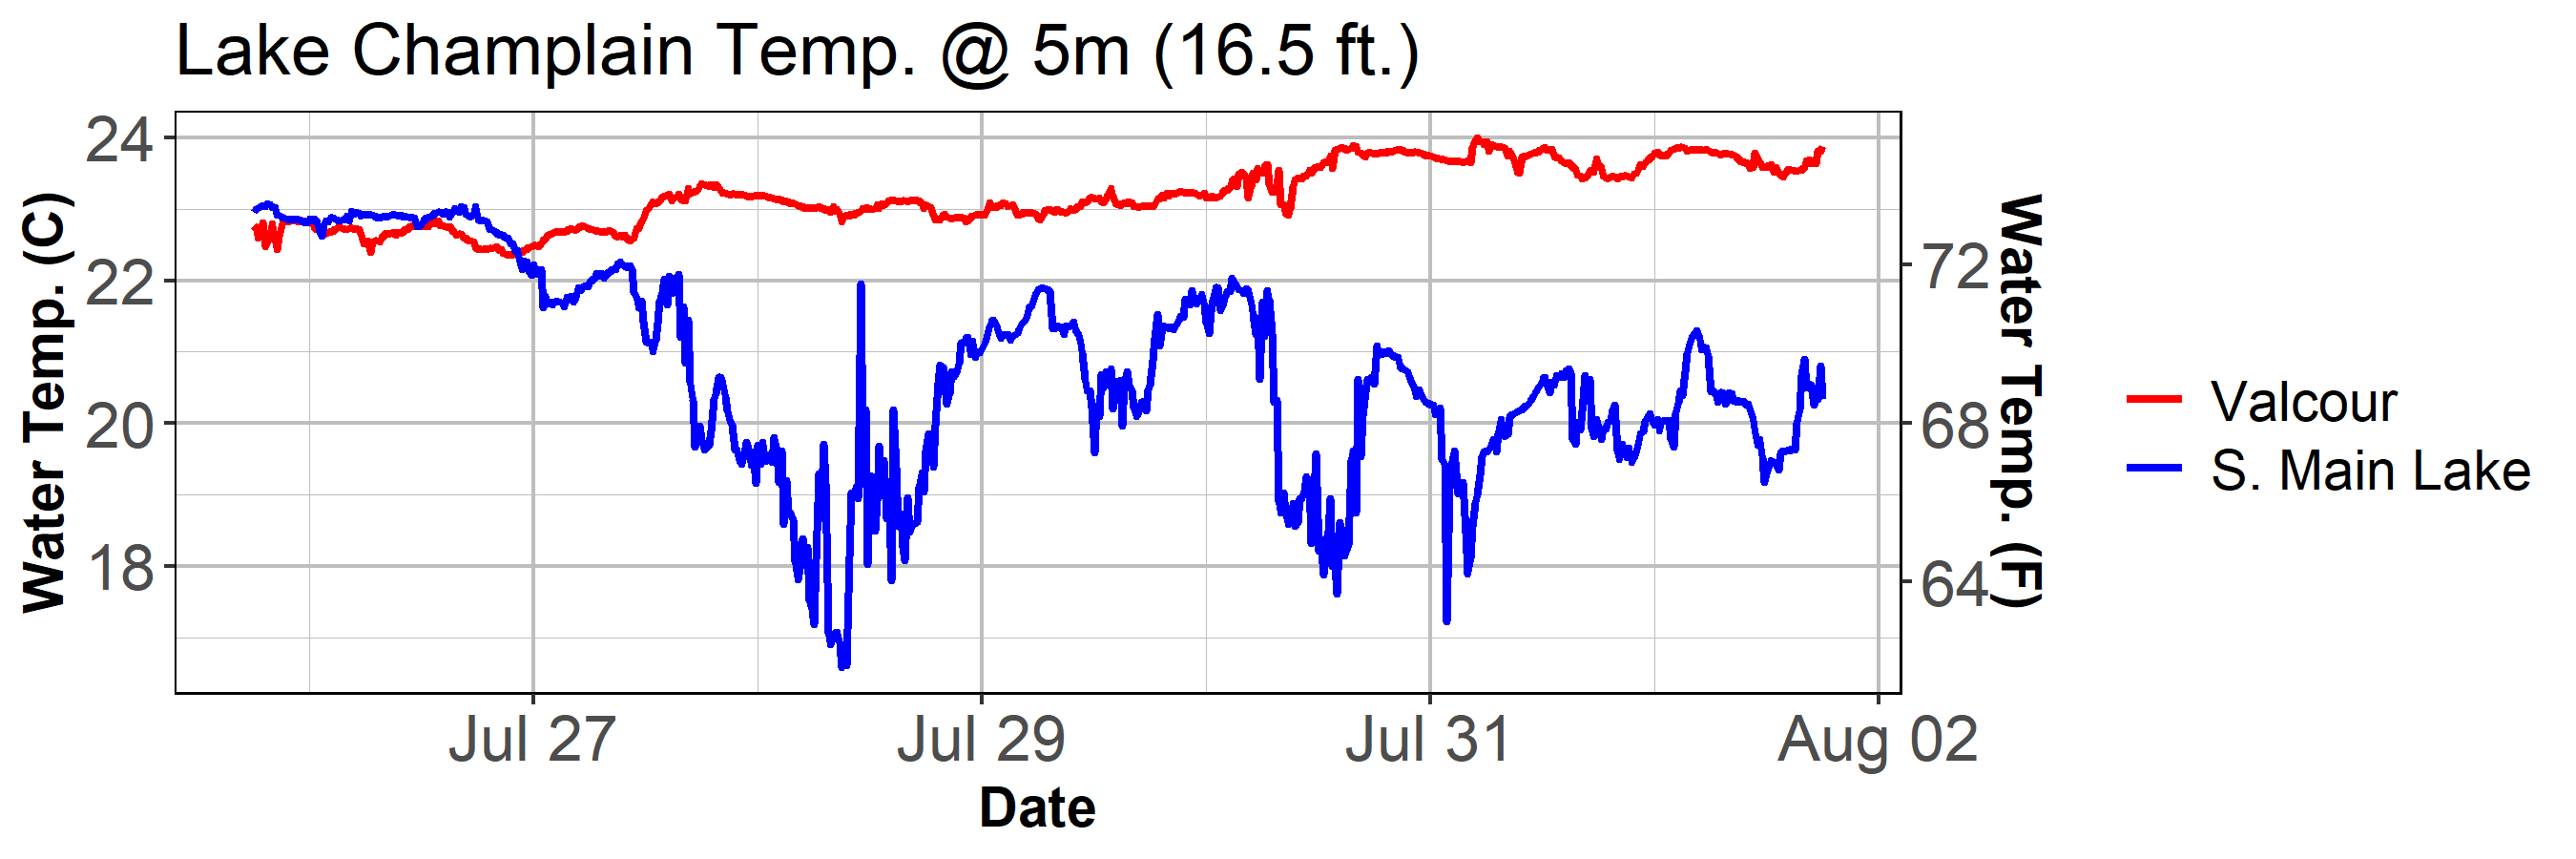 Lake Champlain Temp. @ 5m (16.5 ft.)
Water Temp. (C)
24
22
20
18
72
68
64
Water Temp. (F)
Valcour
S. Main Lake
Jul 27
Jul 29
Jul 31
Aug 02
Date